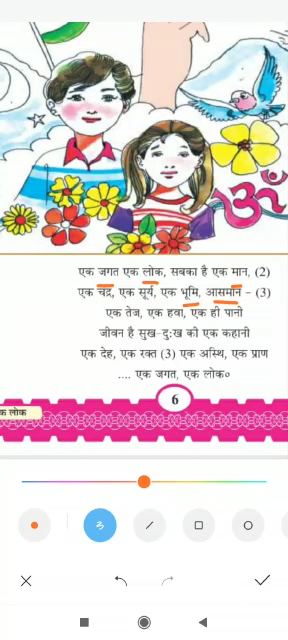 ॐ
एक जगत एक लोक, सबका है एक मान, (2)
एक चंद्र, एक सूर्य, एक भूमि, आसमान – (3)
एक तेज, एक हवा, एक ही पानी
जीवन है सुख-दुःख की एक कहानी
एक देह, एक रक्त (3) एक अस्थि, एक प्राण
.... एक जगत, एक लोक०
6
क लोक